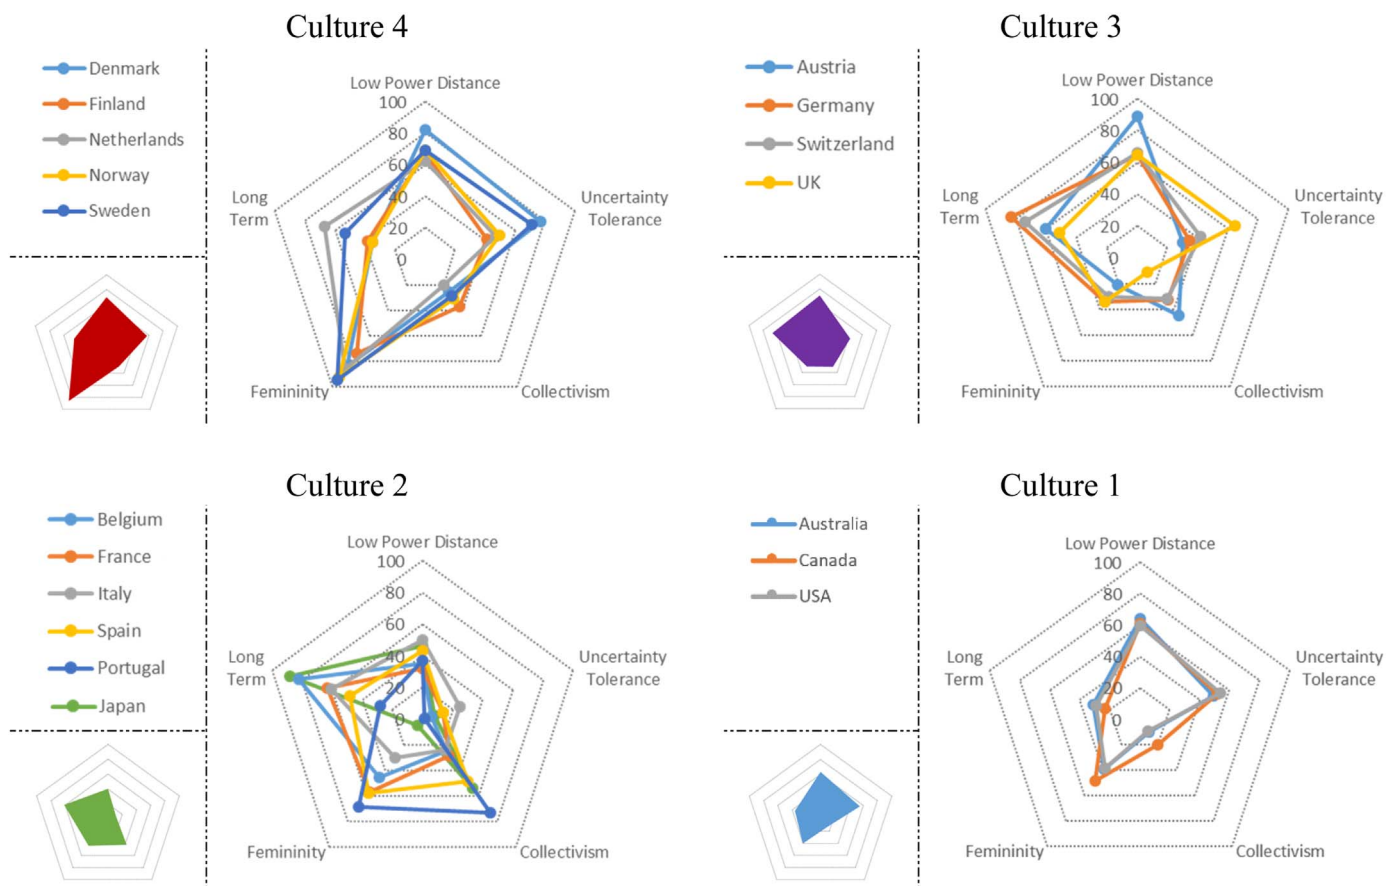 Culture 4
Denmark
Finland
Netherlands
Norway
Sweden
Low Power Distance
100
80
60
40
20
0
Uncertainty
Tolerance
Collectivism
Femininity
Long
Term
Culture 3
Austria
Germany
Switzerland
UK
Low Power Distance
100
80
60
40
20
0
Uncertainty
Tolerance
Collectivism
Femininity
Long
Term
Culture 2
Belgium
France
Italy
Spain
Portugal
Japan
Low Power Distance
100
80
60
40
20
0
Uncertainty
Tolerance
Collectivism
Femininity
Long
Term
Culture 1
Australia
Canada
USA
Low Power Distance
100
80
60
40
20
0
Uncertainty
Tolerance
Collectivism
Femininity
Long
Term